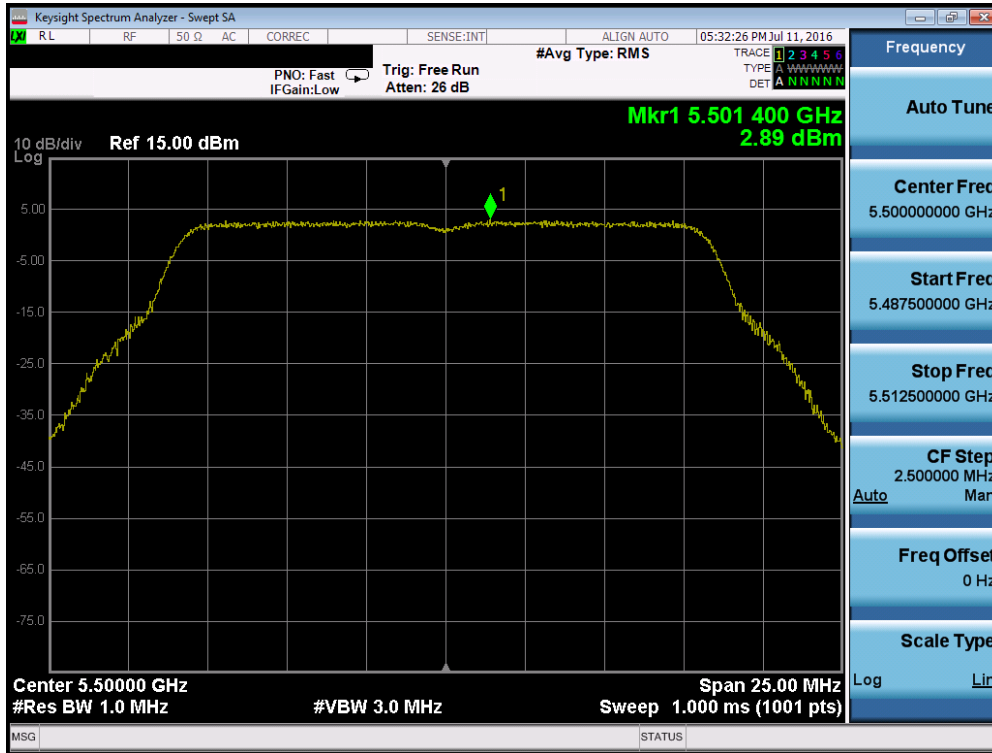 Keysight Spectrum Analyzer - Swept SA
LXI RL RF 50 Ω AC CORREC SENSE:INT ALIGN AUTO 05:32:26 PM Jul 11, 2016
Frequency
#Avg Type: RMS
TRACE 1 2 3 4 5 6
PNO: Fast Trig: Free Run
TYPE A WWWWW
IFGain:Low Atten: 26 dB
DET A N N N N N
Auto Tune
Mkr1 5.501 400 GHz
2.89 dBm
10 dB/div Ref 15.00 dBm
Log
1
5.00
-5.00
-15.0
-25.0
-35.0
-45.0
-55.0
-65.0
-75.0
Center Freq
5.500000000 GHz
Start Freq
5.487500000 GHz
Stop Freq
5.512500000 GHz
CF Step
2.500000 MHz
Auto Man
Freq Offset
0 Hz
Scale Type
Log Lin
Center 5.50000 GHz Span 25.00 MHz
#Res BW 1.0 MHz #VBW 3.0 MHz Sweep 1.000 ms (1001 pts)
MSG STATUS